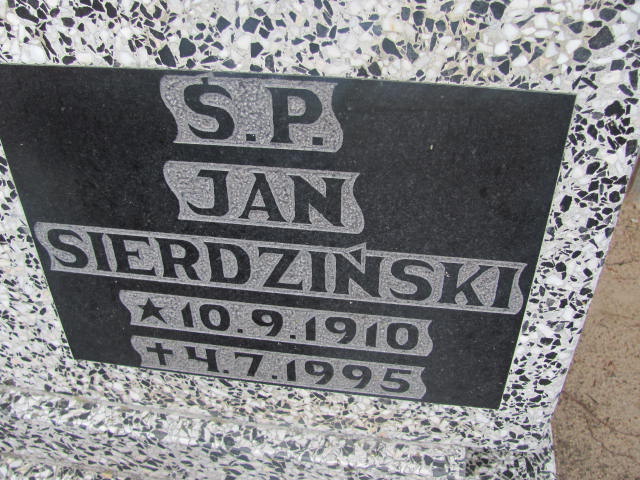 Ś.P.
JAN
SIERDZIŃSKI
★ 10.9.1910
✝ 4.7.1995